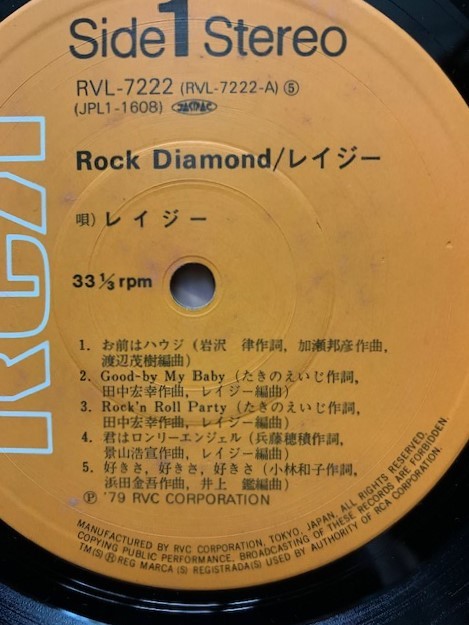 Side 1 Stereo
RVL-7222 (RVL-7222-A) ⑤
(JPL1-1608) JASRAC
Rock Diamond/レイジー
唄) レイジー
33 1/3 rpm
RCA
1. お前はハウジ (岩沢 律作詞, 加瀬邦彦作曲,
渡辺茂樹編曲)
2. Good-by My Baby (たきのえいじ作詞,
田中宏幸作曲, レイジー編曲)
3. Rock'n Roll Party (たきのえいじ作詞,
田中宏幸作曲, レイジー編曲)
4. 君はロンリーエンジェル (兵藤穂積作詞,
景山浩宣作曲, レイジー編曲)
5. 好きさ, 好きさ, 好きさ (小林和子作詞,
浜田金吾作曲, 井上 鑑編曲)
Ⓟ '79 RVC CORPORATION
MANUFACTURED BY RVC CORPORATION, TOKYO, JAPAN. ALL RIGHTS RESERVED.
COPYING PUBLIC PERFORMANCE, BROADCASTING OF THESE RECORDS ARE FORBIDDEN.
TM(S) Ⓡ REG MARCA(S) REGISTRADA(S) USED BY AUTHORITY OF RCA CORPORATION.